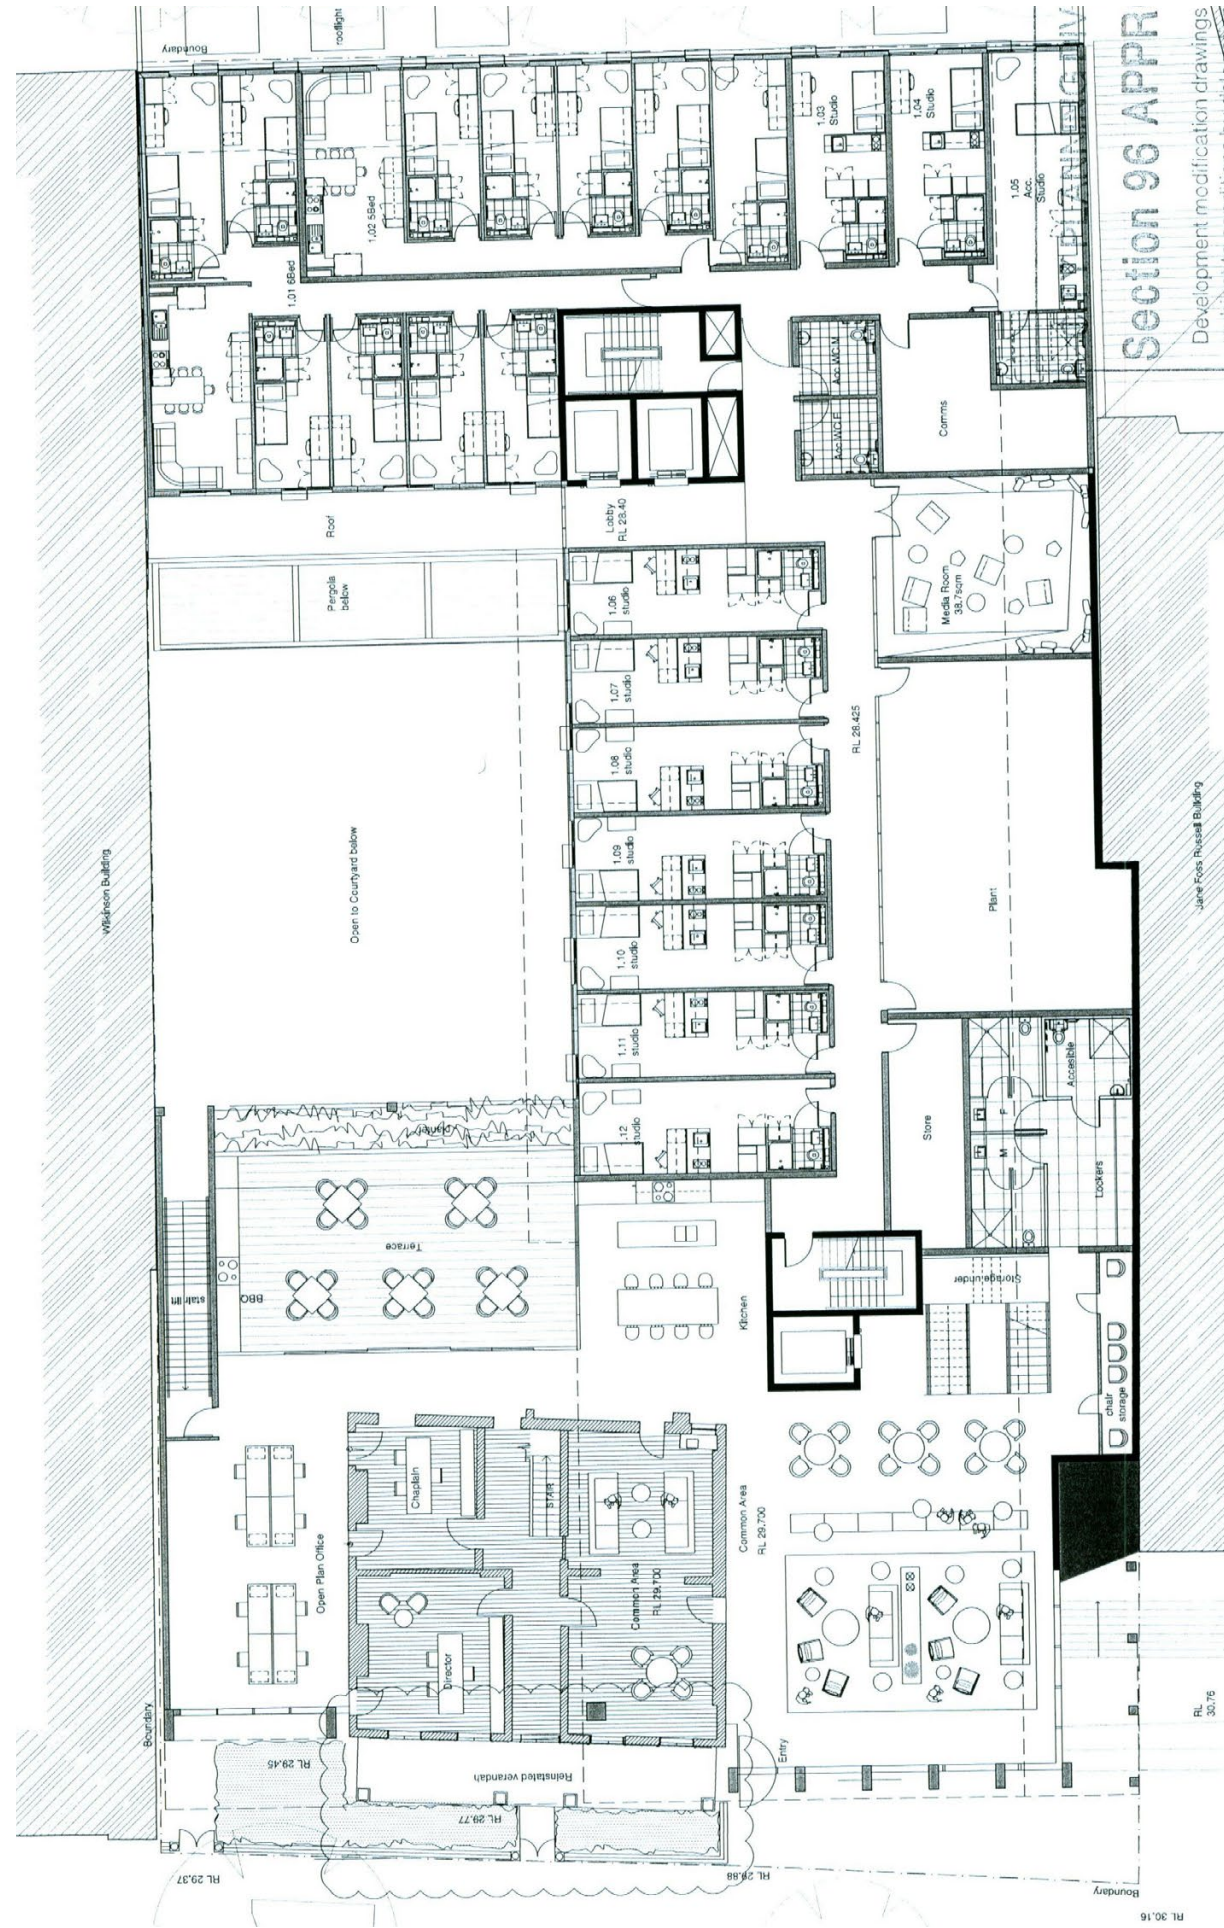 Boundary
rooflight
Section 96 APPR
Development modification drawings
1.03
Studio
1.04
Studio
1.05
Acc.
Studio
1.02 5Bed
1.01 6Bed
Acc.WC.M
Acc.WC.F
Comms
Roof
Lobby
RL 28.40
Pergola
below
Media Room
38.7sqm
1.06
studio
1.07
studio
RL 28.425
1.08
studio
1.09
studio
1.10
studio
1.11
studio
.12
studio
Wilkinson Building
Open to Courtyard below
Plant
Jane Foss Russell Building
planter
Store
F
M
Accesible
Lockers
Terrace
BBQ
stair lift
Kitchen
Storage under
chair
storage
Chaplain
STAIR
Open Plan Office
Director
Common Area
RL 29.700
Common Area
RL 29.700
Boundary
RL
30.76
Entry
Reinstated verandah
RL 29.45
RL 29.77
RL 29.37
RL 29.88
Boundary
RL 30.16